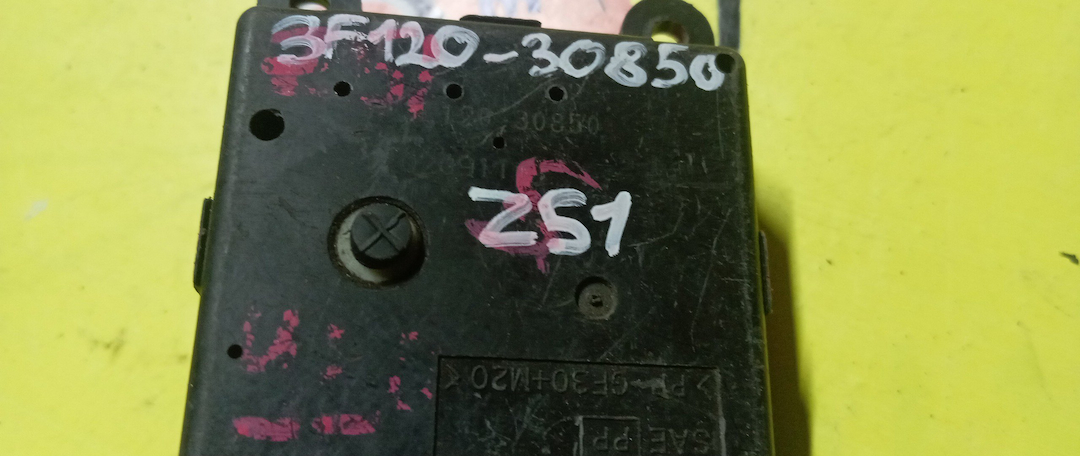 3F120-30850
120 30850
ZS1
>PP-GF30+M20<
SAE PP